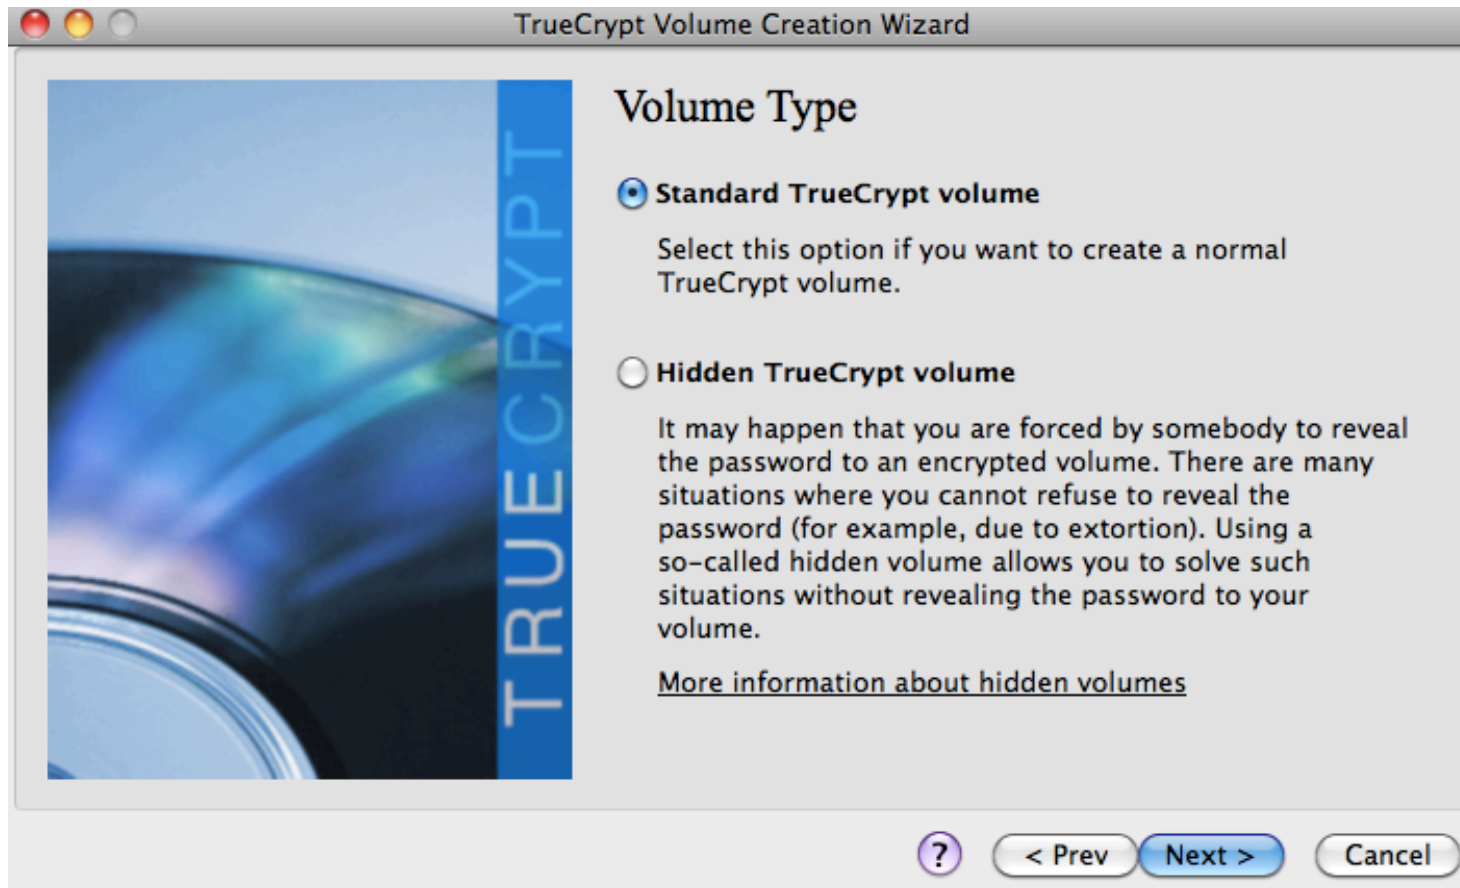 TrueCrypt Volume Creation Wizard
TRUECRYPT
Volume Type
Standard TrueCrypt volume
Select this option if you want to create a normal
TrueCrypt volume.
Hidden TrueCrypt volume
It may happen that you are forced by somebody to reveal
the password to an encrypted volume. There are many
situations where you cannot refuse to reveal the
password (for example, due to extortion). Using a
so-called hidden volume allows you to solve such
situations without revealing the password to your
volume.
More information about hidden volumes
?
< Prev
Next >
Cancel